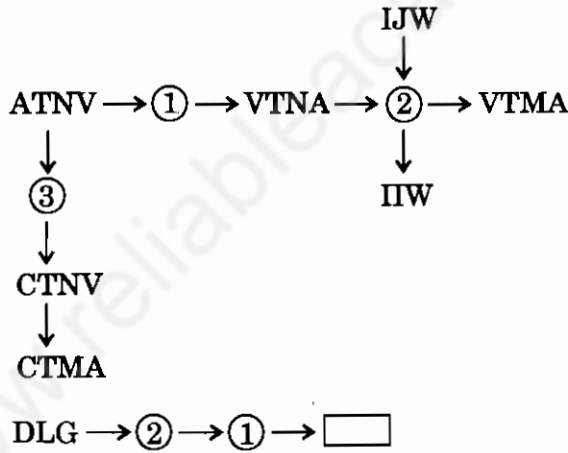 IJW
ATNV → ① → VTNA → ② → VTMA
③
IIW
CTNV
CTMA
DLG → ② → ① →